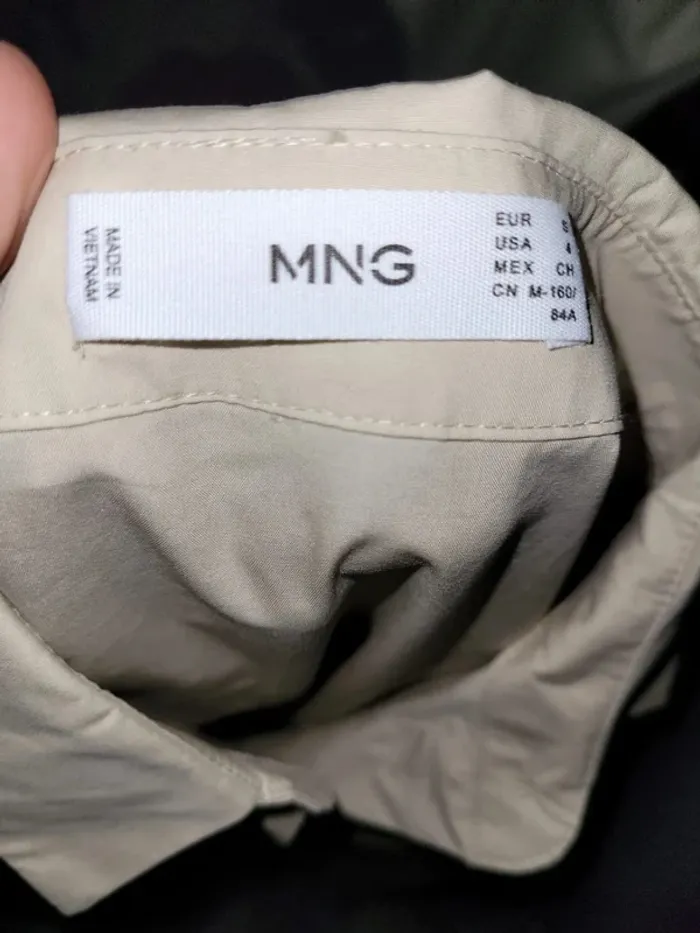 MADE IN
VIETNAM
MNG
EUR S
USA 4
MEX CH
CN M-160/
84A